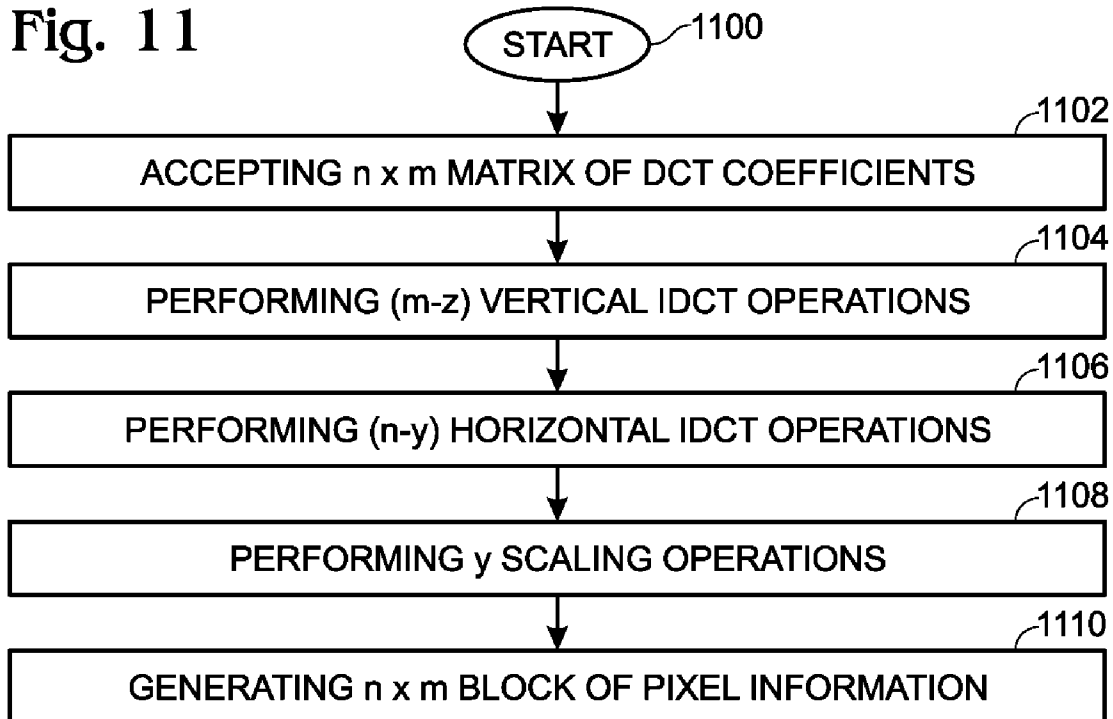 Fig. 11
START
1100
1102
ACCEPTING n x m MATRIX OF DCT COEFFICIENTS
1104
PERFORMING (m-z) VERTICAL IDCT OPERATIONS
1106
PERFORMING (n-y) HORIZONTAL IDCT OPERATIONS
1108
PERFORMING y SCALING OPERATIONS
1110
GENERATING n x m BLOCK OF PIXEL INFORMATION